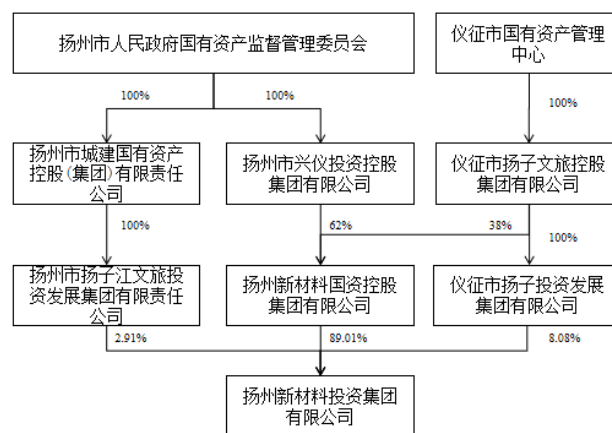 扬州市人民政府国有资产监督管理委员会
仪征市国有资产管理
中心
100%
100%
100%
扬州市城建国有资产
控股(集团)有限责任
公司
扬州市兴仪投资控股
集团有限公司
仪征市扬子文旅控股
集团有限公司
100%
62%
38%
100%
扬州市扬子江文旅投
资发展集团有限责任
公司
扬州新材料国资控股
集团有限公司
仪征市扬子投资发展
集团有限公司
2.91%
89.01%
8.08%
扬州新材料投资集团
有限公司